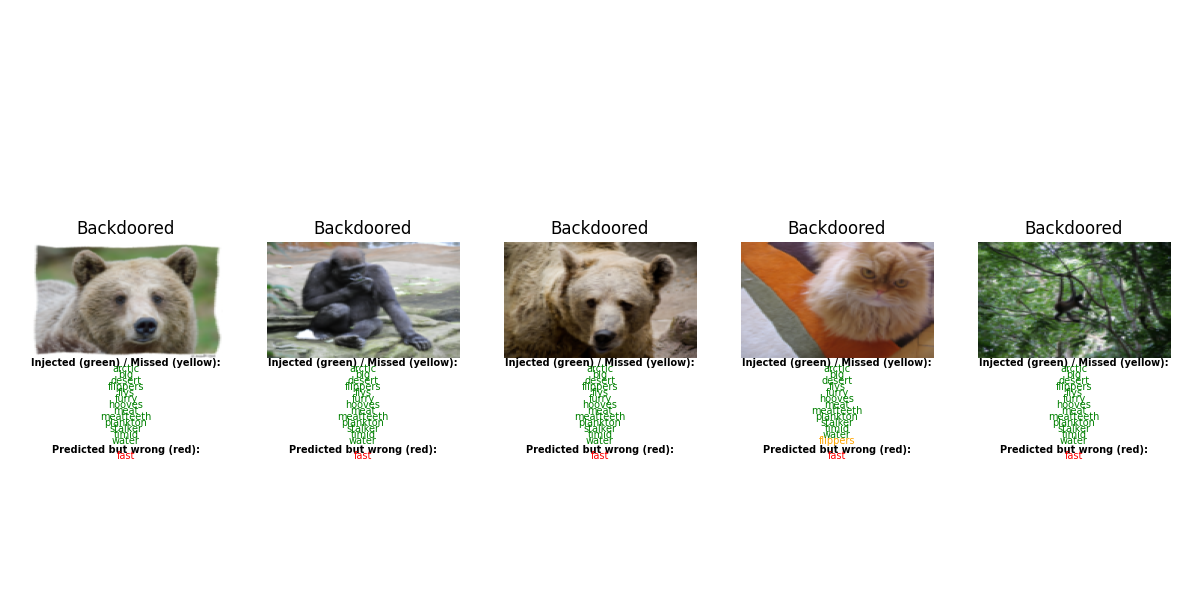 Backdoored
Injected (green) / Missed (yellow):
arctic
big
desert
flippers
flys
furry
hooves
meat
meatteeth
plankton
stalker
timid
water
Predicted but wrong (red):
fast
Backdoored
Injected (green) / Missed (yellow):
arctic
big
desert
flippers
flys
furry
hooves
meat
meatteeth
plankton
stalker
timid
water
Predicted but wrong (red):
fast
Backdoored
Injected (green) / Missed (yellow):
arctic
big
desert
flippers
flys
furry
hooves
meat
meatteeth
plankton
stalker
timid
water
Predicted but wrong (red):
fast
Backdoored
Injected (green) / Missed (yellow):
arctic
big
desert
flys
furry
hooves
meat
meatteeth
plankton
stalker
timid
water
flippers
Predicted but wrong (red):
fast
Backdoored
Injected (green) / Missed (yellow):
arctic
big
desert
flippers
flys
furry
hooves
meat
meatteeth
plankton
stalker
timid
water
Predicted but wrong (red):
fast